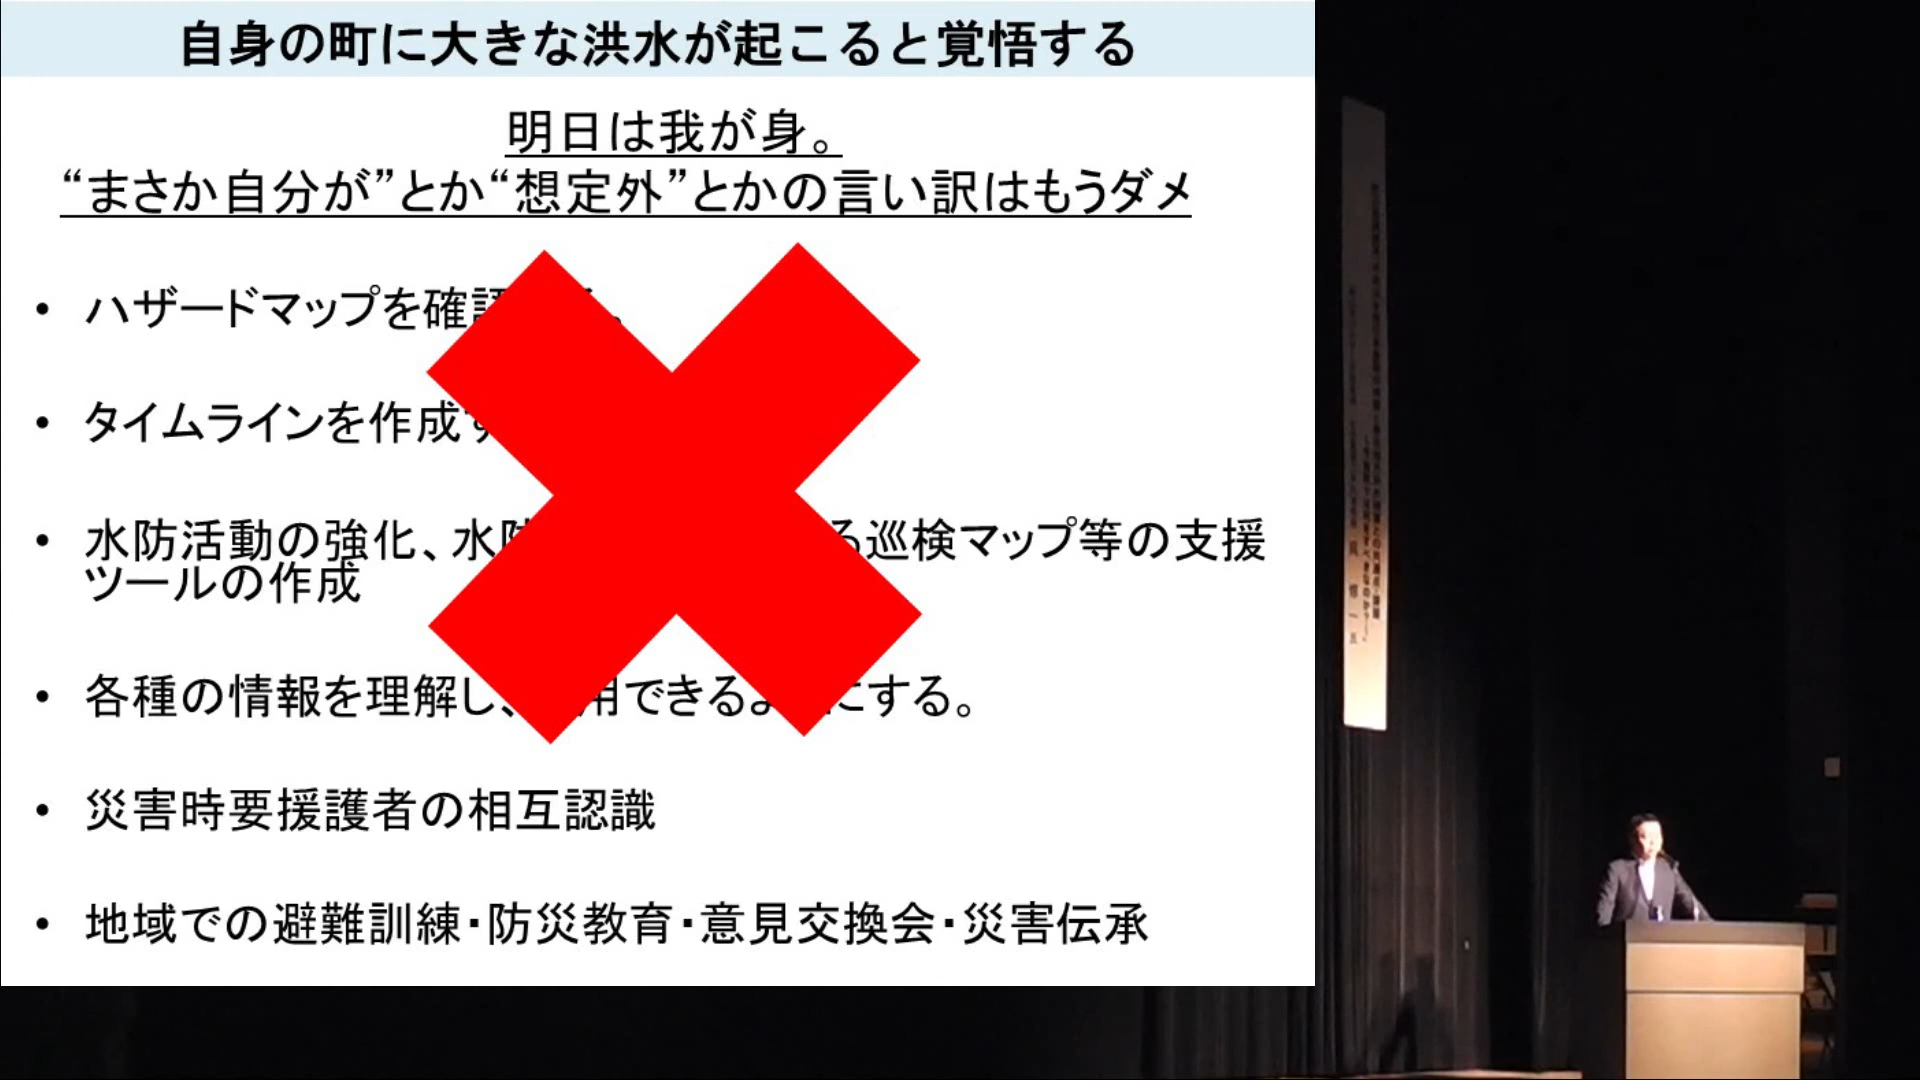 自身の町に大きな洪水が起こると覚悟する
明日は我が身。
“まさか自分が”とか“想定外”とかの言い訳はもうダメ
• ハザードマップを確認
• タイムラインを作成す
• 水防活動の強化、水防 る巡検マップ等の支援
ツールの作成
• 各種の情報を理解し、 用できるようにする。
• 災害時要援護者の相互認識
• 地域での避難訓練・防災教育・意見交換会・災害伝承